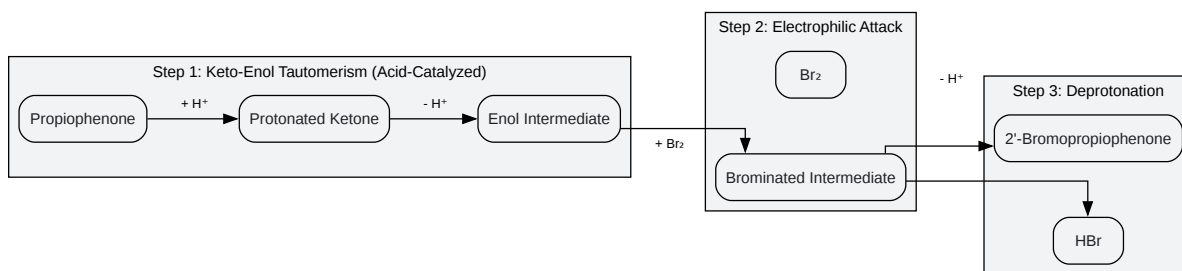 Step 1: Keto-Enol Tautomerism (Acid-Catalyzed)
Propiophenone
+ H⁺
Protonated Ketone
- H⁺
Enol Intermediate
+ Br₂
Step 2: Electrophilic Attack
Br₂
Brominated Intermediate
- H⁺
Step 3: Deprotonation
2'-Bromopropiophenone
HBr